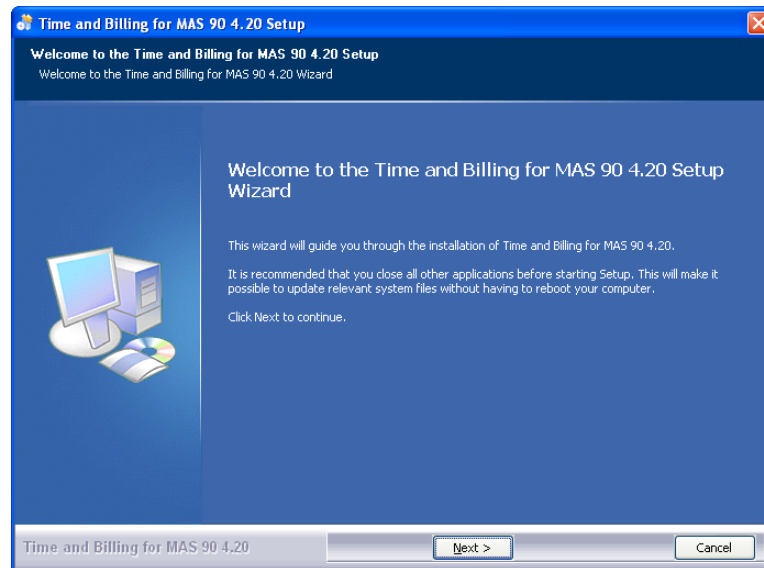 Time and Billing for MAS 90 4.20 Setup
Welcome to the Time and Billing for MAS 90 4.20 Setup
Welcome to the Time and Billing for MAS 90 4.20 Wizard
Welcome to the Time and Billing for MAS 90 4.20 Setup
Wizard
This wizard will guide you through the installation of Time and Billing for MAS 90 4.20.
It is recommended that you close all other applications before starting Setup. This will make it
possible to update relevant system files without having to reboot your computer.
Click Next to continue.
Time and Billing for MAS 90 4.20
Next >
Cancel